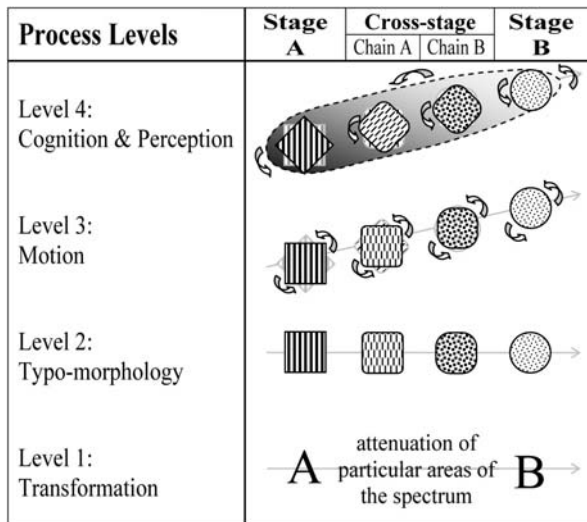 Process Levels
Stage
A
Cross-stage
Chain A
Chain B
Stage
B
Level 4:
Cognition & Perception
Level 3:
Motion
Level 2:
Typo-morphology
Level 1:
Transformation
A
attenuation of
particular areas of
the spectrum
B